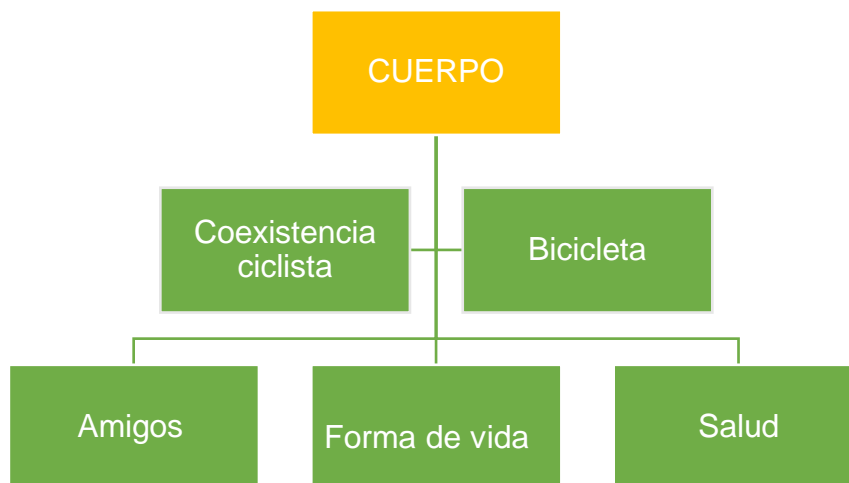 CUERPO
Coexistencia
ciclista
Bicicleta
Amigos
Forma de vida
Salud